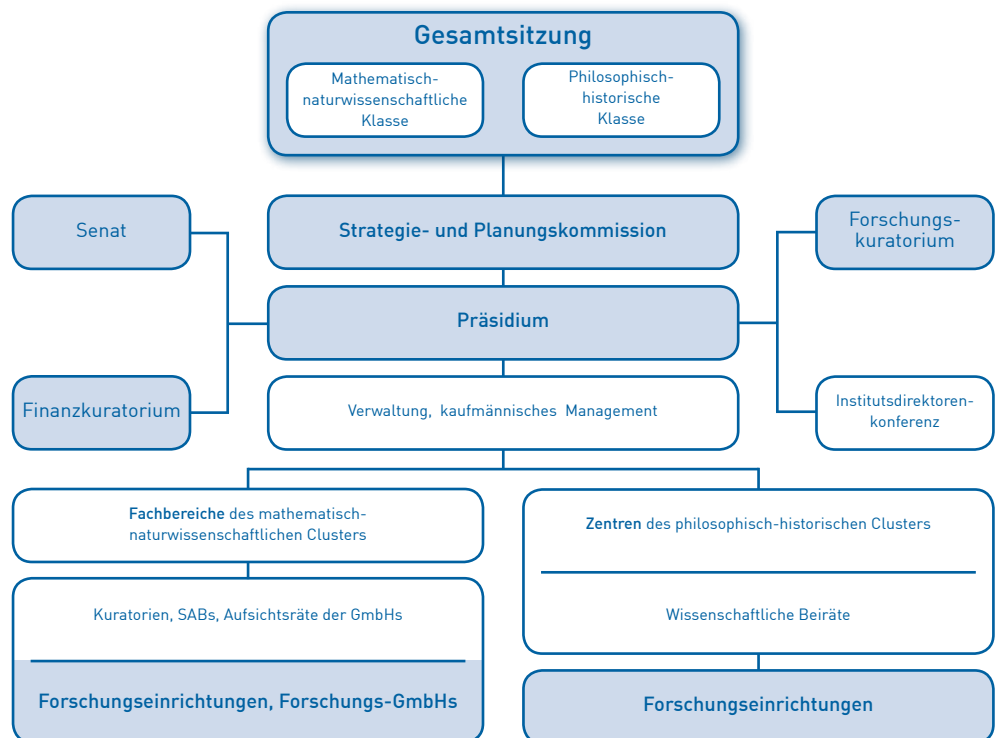 Gesamtsitzung
Mathematisch-
naturwissenschaftliche
Klasse
Philosophisch-
historische
Klasse
Senat
Strategie- und Planungskommission
Forschungs-
kuratorium
Präsidium
Finanzkuratorium
Verwaltung, kaufmännisches Management
Institutsdirektoren-
konferenz
Fachbereiche des mathematisch-
naturwissenschaftlichen Clusters
Zentren des philosophisch-historischen Clusters
Kuratorien, SABs, Aufsichtsräte der GmbHs
Wissenschaftliche Beiräte
Forschungseinrichtungen, Forschungs-GmbHs
Forschungseinrichtungen